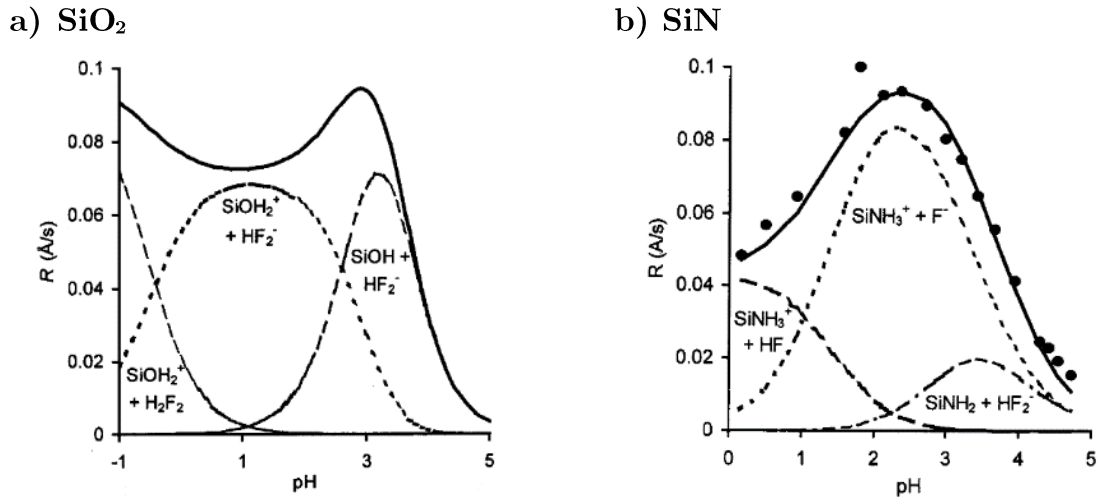 a) SiO₂
0.1
0.08
0.06
0.04
0.02
0
R (Å/s)
SiOH₂⁺
+ HF₂⁻
SiOH +
HF₂⁻
SiOH₂⁺
+ H₂F₂
-1
1
3
5
pH
b) SiN
0.1
0.08
0.06
0.04
0.02
0
R (A/s)
SiNH₃⁺ + F⁻
SiNH₃⁺
+ HF
SiNH₂ + HF₂⁻
0
1
2
3
4
5
pH